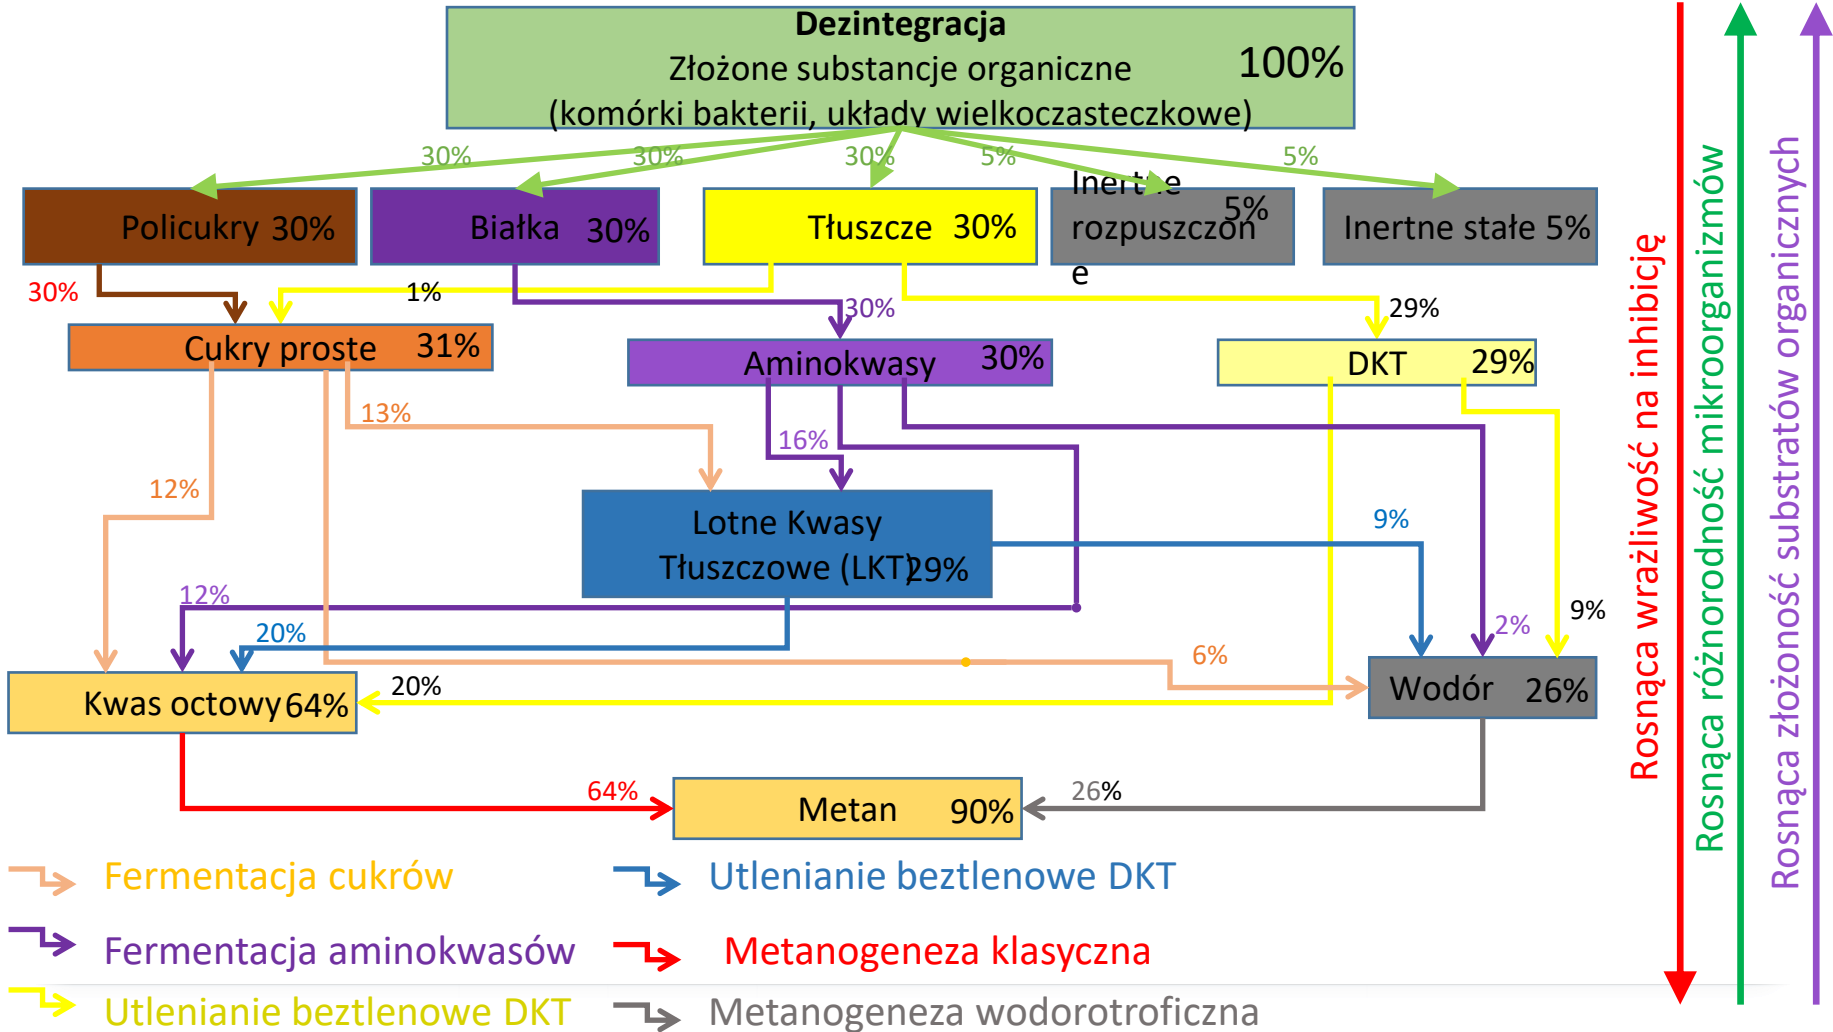 Dezintegracja
Złożone substancje organiczne
100%
(komórki bakterii, układy wielkoczasteczkowe)
30%
30%
30%
5%
5%
Policukry 30%
Białka 30%
Tłuszcze 30%
Inertne
rozpuszczon
e
5%
Inertne stałe 5%
30%
1%
30%
29%
Cukry proste 31%
Aminokwasy 30%
DKT 29%
13%
16%
12%
Lotne Kwasy
Tłuszczowe (LKT)
29%
9%
12%
20%
6%
2%
9%
20%
Kwas octowy 64%
Wodór 26%
64%
26%
Metan 90%
Fermentacja cukrów
Utlenianie beztlenowe DKT
Fermentacja aminokwasów
Metanogeneza klasyczna
Utlenianie beztlenowe DKT
Metanogeneza wodorotroficzna
Rosnąca wrażliwość na inhibicję
Rosnąca różnorodność mikroorganizmów
Rosnąca złożoność substratów organicznych